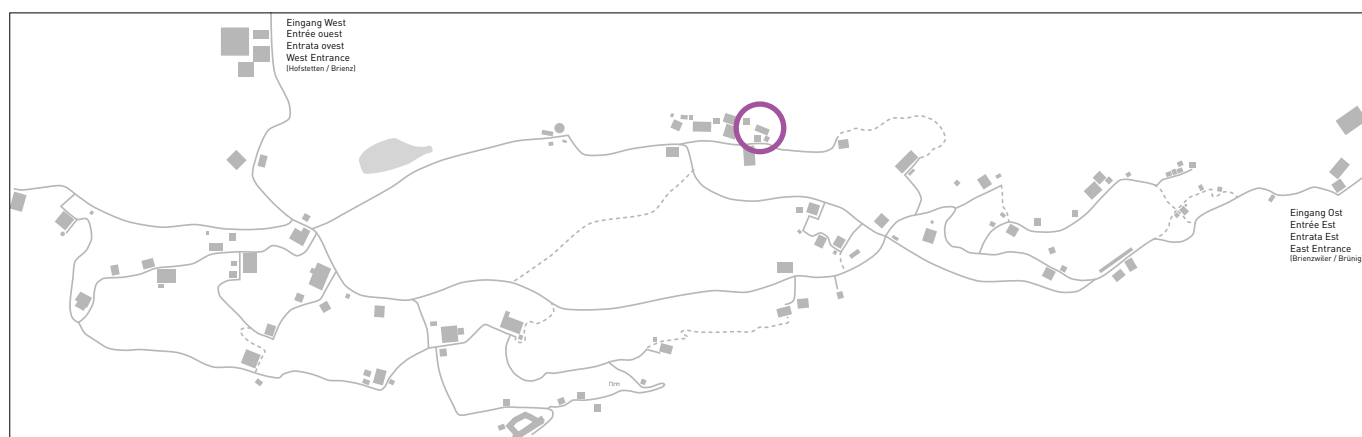 Eingang West
Entrée ouest
Entrata ovest
West Entrance
(Hofstetten / Brienz)
Eingang Ost
Entrée Est
Entrata Est
East Entrance
(Brienzwiler / Brünig